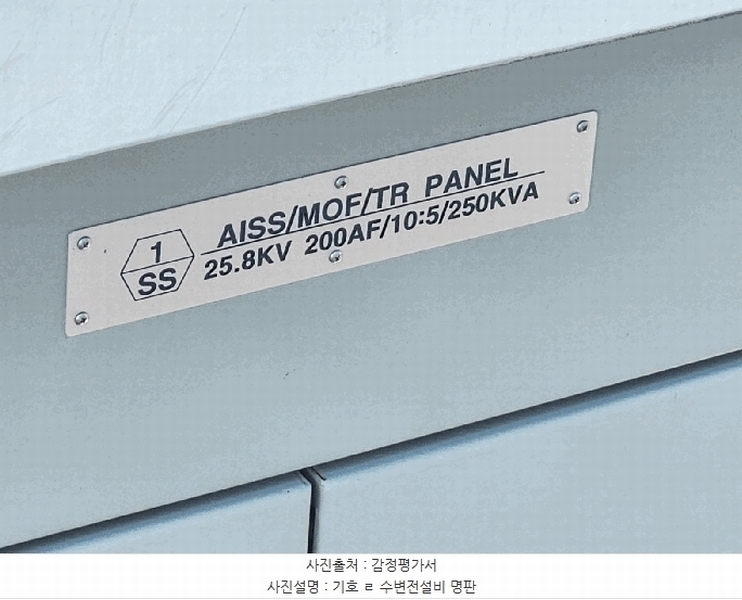 1
SS
AISS/MOF/TR PANEL
25.8KV 200AF/10:5/250KVA
사진출처 : 감정평가서
사진설명 : 기호 ㄹ 수변전설비 명판